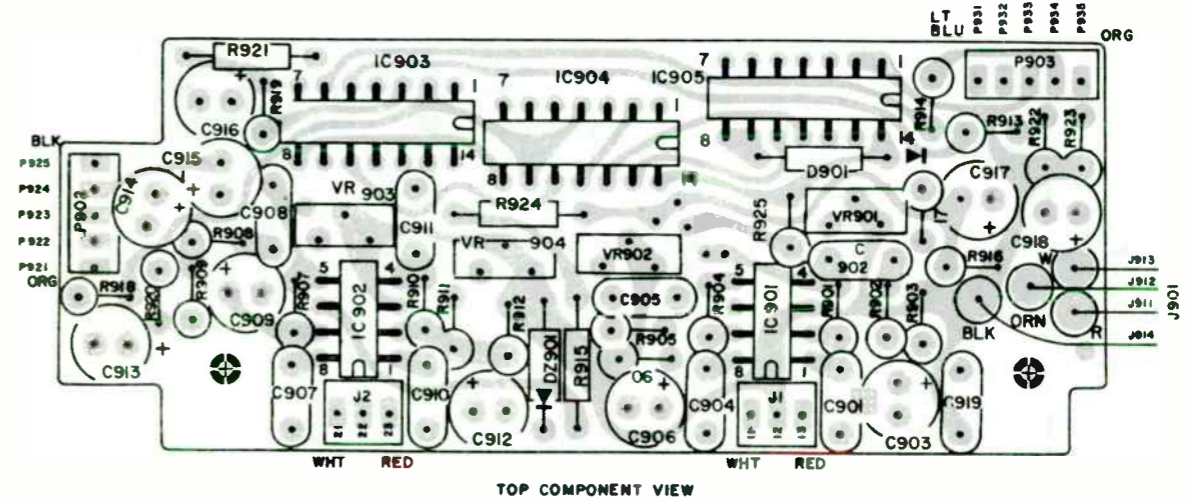 LT
BLU
P931
P932
P933
P934
P935
ORG
R921
IC903
IC904
IC905
P903
7
1
7
1
7
1
R919
C916
8
14
8
8
14
R914
R913
R922
R923
BLK
P925
P924
P923
P922
P921
ORG
P902
C914
C915
C908
VR 903
C911
R924
D901
R925
VR901
C917
C918
17
R908
R909
R918
R920
C909
R907
VR 904
VR902
C 902
R916
W
J913
J912
J911
J914
J901
5
4
IC902
8
1
R910
R911
R912
C905
R904
5
4
IC901
8
1
R901
R902
R903
BLK
ORN
R
C913
C907
C910
DZ901
R915
R905
06
C904
C901
C919
J2
21
22
23
C912
C906
J1
11
12
13
C903
WHT
RED
WHT
RED
TOP COMPONENT VIEW